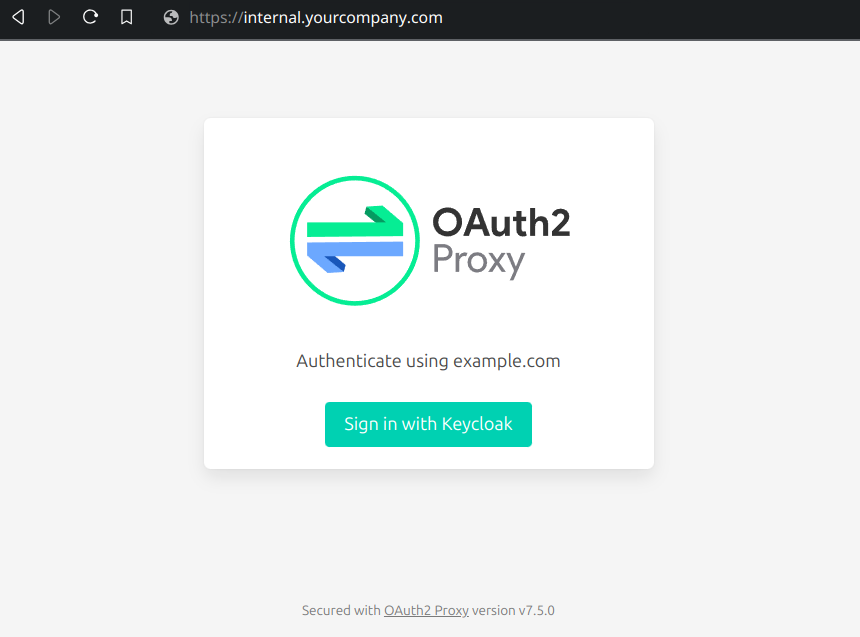 https://internal.yourcompany.com
OAuth2
Proxy
Authenticate using example.com
Sign in with Keycloak
Secured with OAuth2 Proxy version v7.5.0